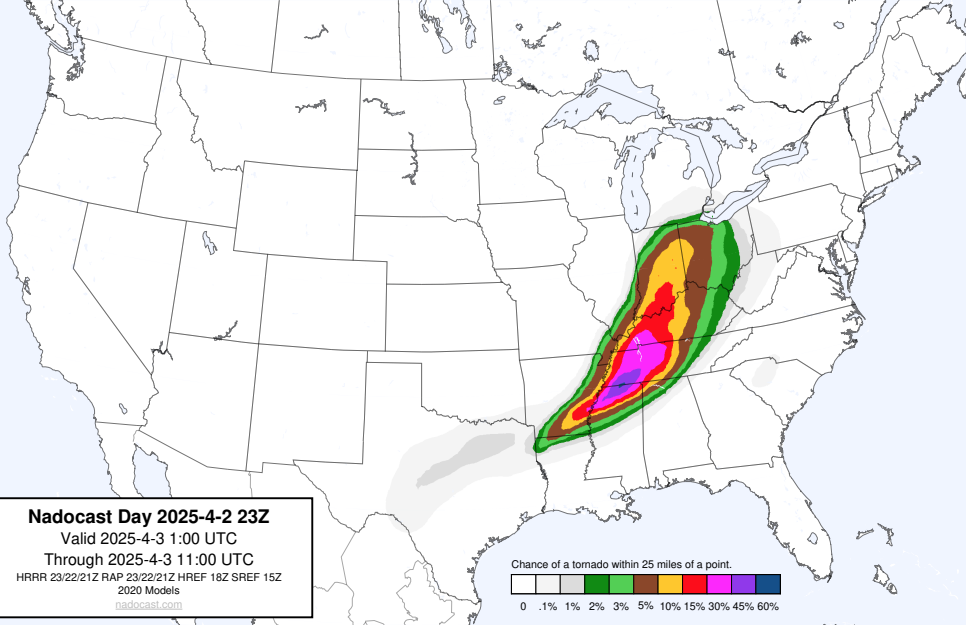 Nadocast Day 2025-4-2 23Z
Valid 2025-4-3 1:00 UTC
Through 2025-4-3 11:00 UTC
HRRR 23/22/21Z RAP 23/22/21Z HREF 18Z SREF 15Z
2020 Models
nadocast.com
Chance of a tornado within 25 miles of a point.
0 .1% 1% 2% 3% 5% 10% 15% 30% 45% 60%